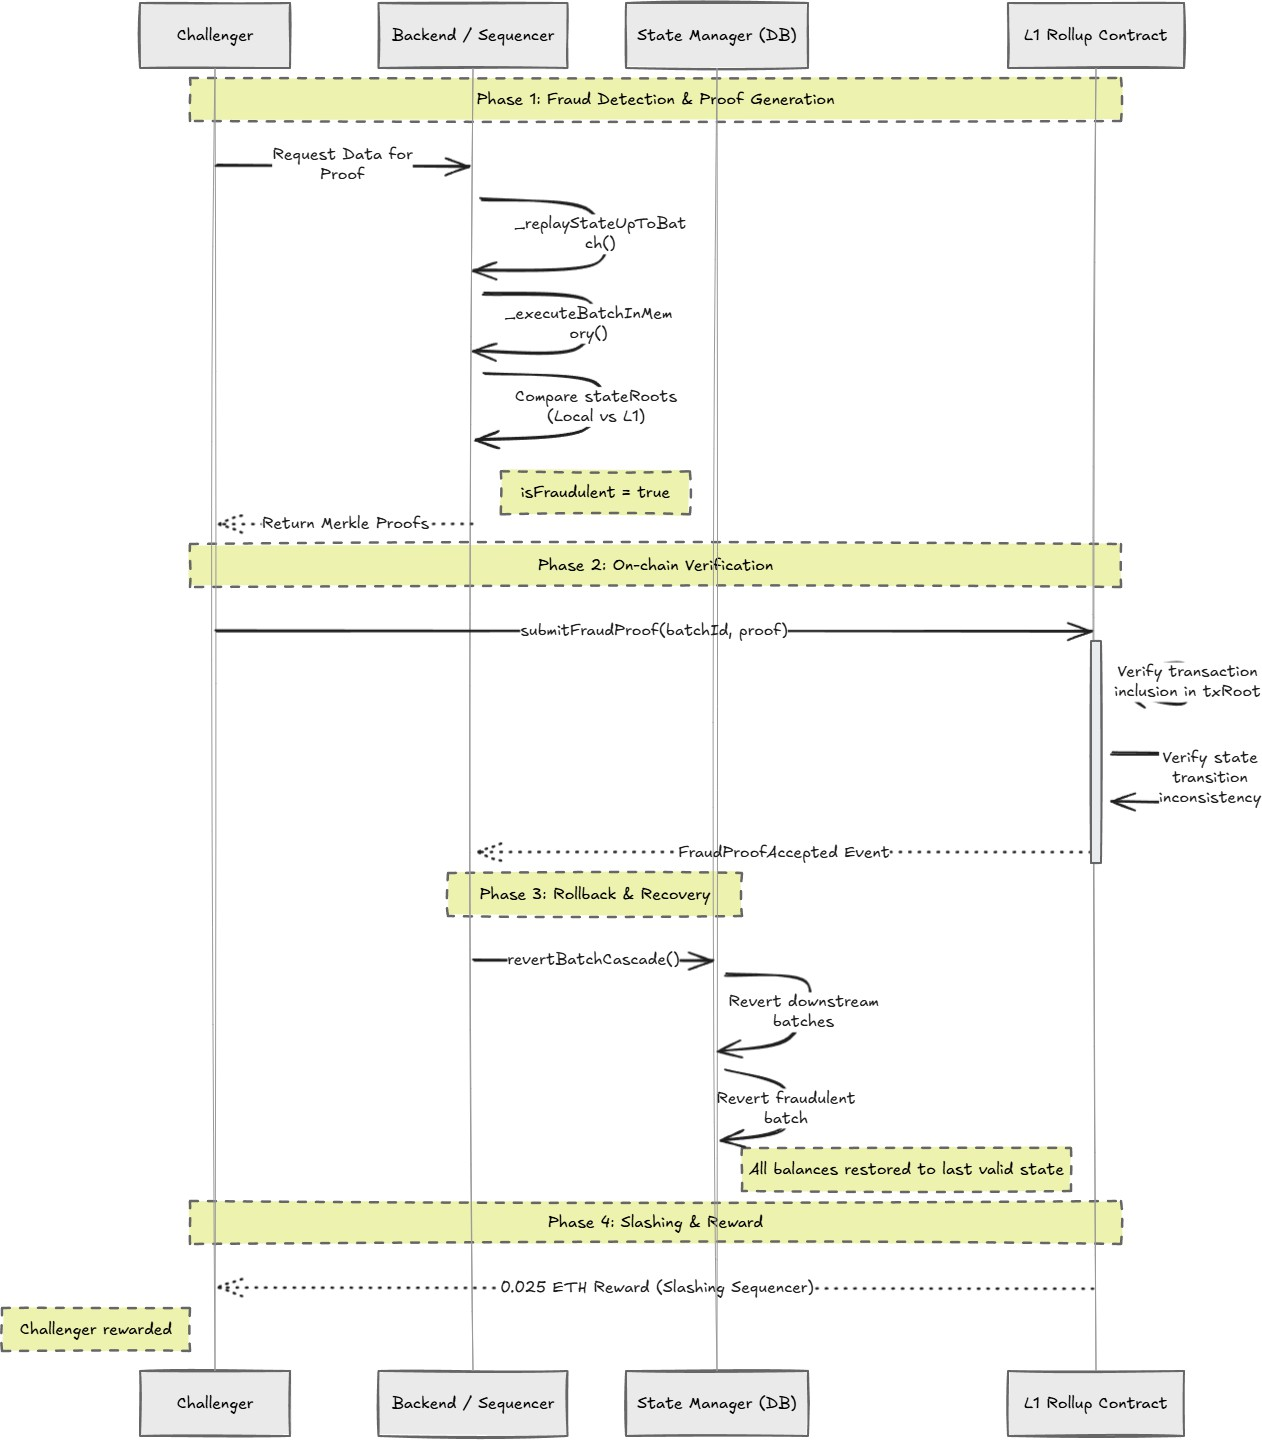 Challenger
Backend / Sequencer
State Manager (DB)
L1 Rollup Contract
Phase 1: Fraud Detection & Proof Generation
Request Data for
Proof
_replayStateUpToBat
ch()
_executeBatchInMem
ory()
Compare stateRoots
(Local vs L1)
isFraudulent = true
Return Merkle Proofs
Phase 2: On-chain Verification
submitFraudProof(batchId, proof)
Verify transaction
inclusion in txRoot
Verify state
transition
inconsistency
FraudProofAccepted Event
Phase 3: Rollback & Recovery
revertBatchCascade()
Revert downstream
batches
Revert fraudulent
batch
All balances restored to last valid state
Phase 4: Slashing & Reward
0.025 ETH Reward (Slashing Sequencer)
Challenger rewarded
Challenger
Backend / Sequencer
State Manager (DB)
L1 Rollup Contract